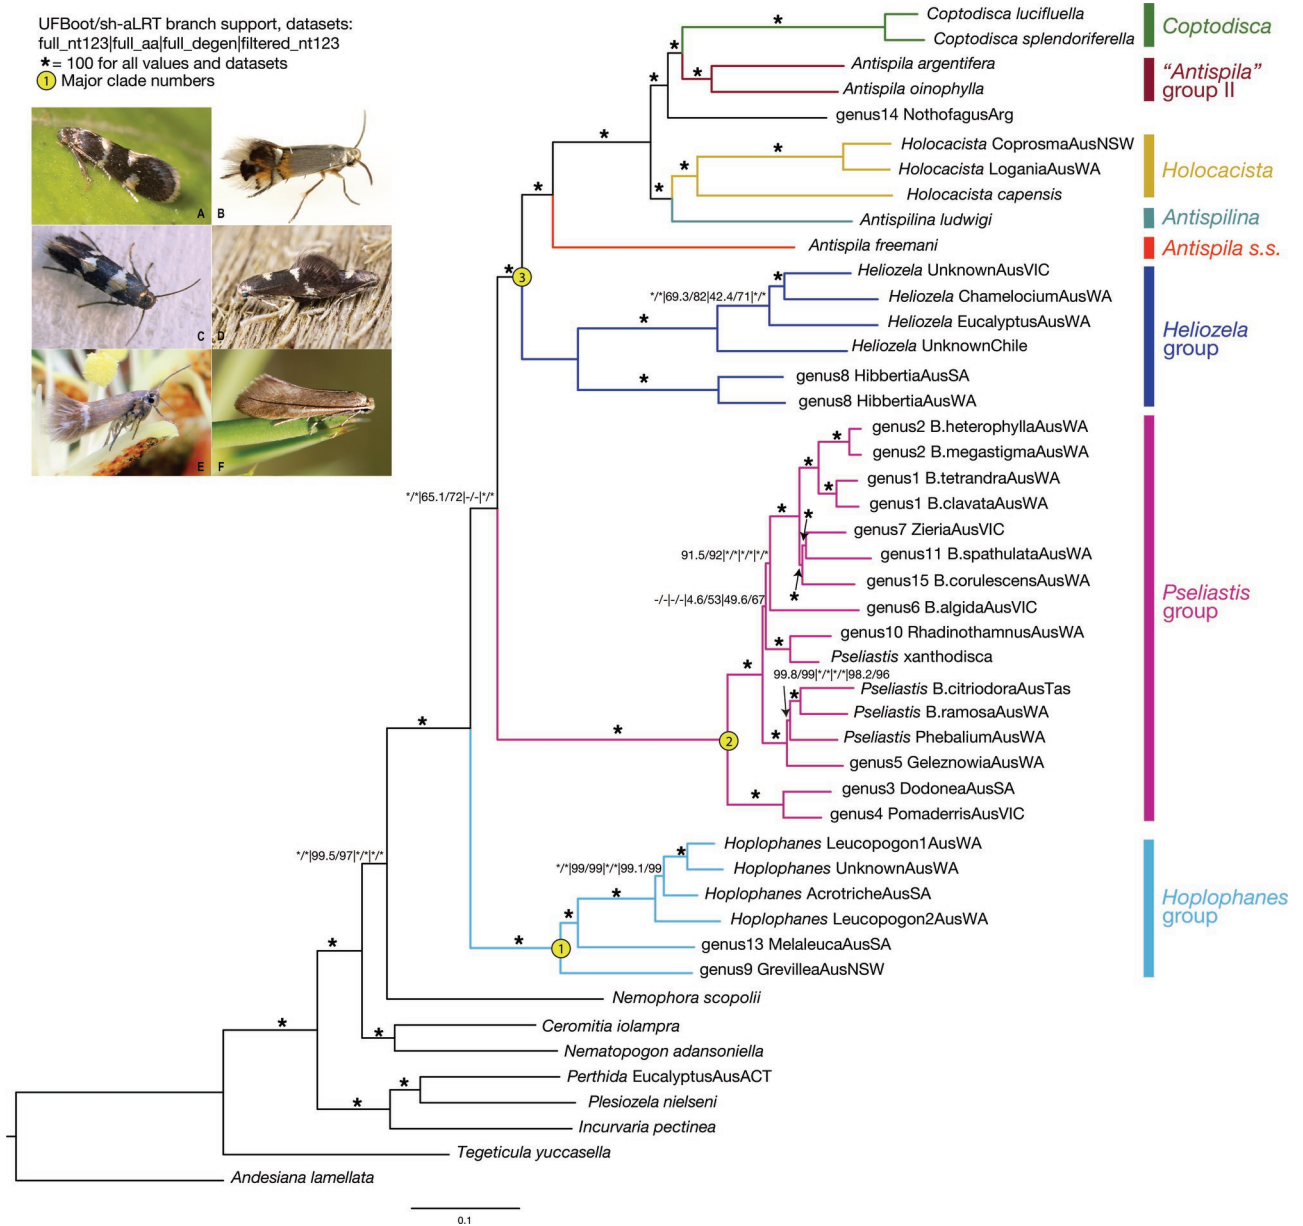 UFBoot/sh-aLRT branch support, datasets:
full_nt123|full_aa|full_degen|filtered_nt123
*= 100 for all values and datasets
1 Major clade numbers
A
B
C
D
E
F
Coptodisca lucifluella
Coptodisca splendoriferella
Coptodisca
Antispila argentifera
Antispila oinophylla
"Antispila"
group II
genus14 NothofagusArg
Holocacista CoprosmaAusNSW
Holocacista LoganiaAusWA
Holocacista capensis
Holocacista
Antispilina ludwigi
Antispilina
Antispila freemani
Antispila s.s.
3
Heliozela UnknownAusVIC
*/*|69.3/82|42.4/71|*/*
Heliozela ChamelociumAusWA
Heliozela EucalyptusAusWA
Heliozela UnknownChile
genus8 HibbertiaAusSA
genus8 HibbertiaAusWA
Heliozela
group
genus2 B.heterophyllaAusWA
genus2 B.megastigmaAusWA
genus1 B.tetrandraAusWA
genus1 B.clavataAusWA
*/*|65.1/72|-/-|*/*
genus7 ZieriaAusVIC
91.5/92|*/*|*/*|*/*
genus11 B.spathulataAusWA
genus15 B.corulescensAusWA
-/-|-/-|4.6/53|49.6/67
genus6 B.algidaAusVIC
genus10 RhadinothamnusAusWA
Pseliastis xanthodisca
99.8/99|*/*|*/*|98.2/96
Pseliastis B.citriodoraAusTas
Pseliastis B.ramosaAusWA
Pseliastis PhebaliumAusWA
2
genus5 GeleznowiaAusWA
genus3 DodoneaAusSA
genus4 PomaderrisAusVIC
Pseliastis
group
Hoplophanes Leucopogon1AusWA
*/*|99.5/97|*/*|*/*
*/*|99/99|*/*|99.1/99
Hoplophanes UnknownAusWA
Hoplophanes AcrotricheAusSA
Hoplophanes Leucopogon2AusWA
1
genus13 MelaleucaAusSA
genus9 GrevilleaAusNSW
Hoplophanes
group
Nemophora scopolii
Ceromitia iolampra
Nematopogon adansoniella
Perthida EucalyptusAusACT
Plesiozela nielseni
Incurvaria pectinea
Tegeticula yuccasella
Andesiana lamellata
0.1